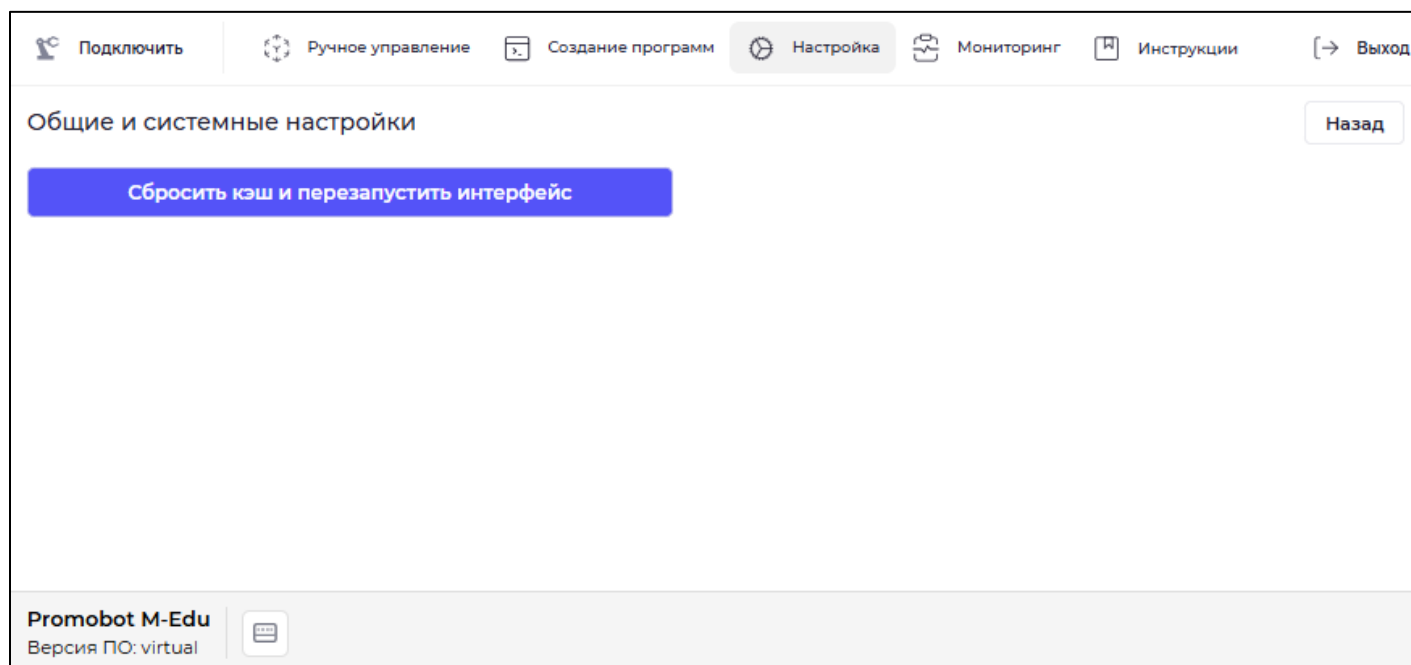 Подключить Ручное управление Создание программ Настройка Мониторинг Инструкции Выход
Общие и системные настройки Назад
Сбросить кэш и перезапустить интерфейс
Promobot M-Edu
Версия ПО: virtual